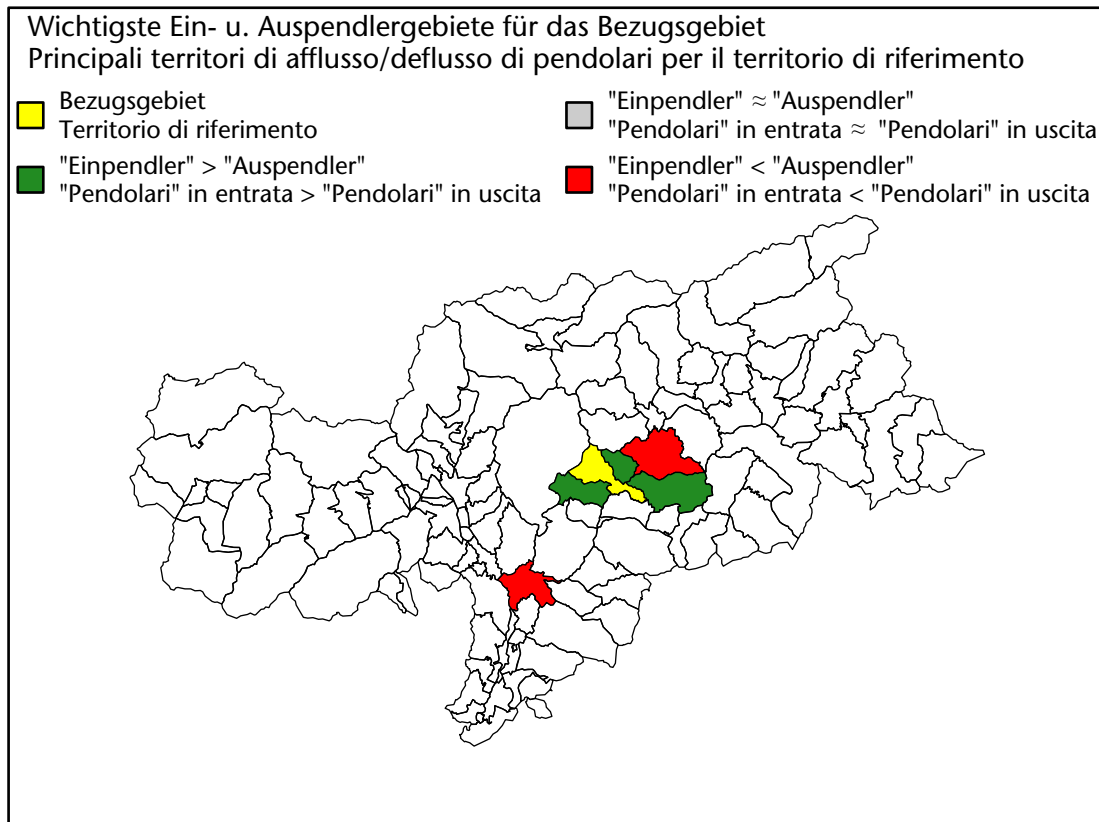 Wichtigste Ein- u. Auspendlergebiete für das Bezugsgebiet
Principali territori di afflusso/deflusso di pendolari per il territorio di riferimento
Bezugsgebiet
Territorio di riferimento
"Einpendler" ≈ "Auspendler"
"Pendolari" in entrata ≈ "Pendolari" in uscita
"Einpendler" > "Auspendler"
"Pendolari" in entrata > "Pendolari" in uscita
"Einpendler" < "Auspendler"
"Pendolari" in entrata < "Pendolari" in uscita